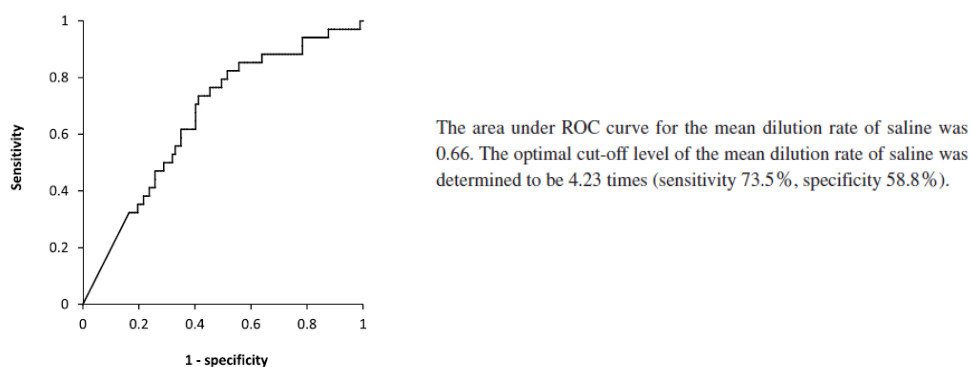 1
0.8
0.6
0.4
0.2
0
Sensitivity
0 0.2 0.4 0.6 0.8 1
1 - specificity
The area under ROC curve for the mean dilution rate of saline was
0.66. The optimal cut-off level of the mean dilution rate of saline was
determined to be 4.23 times (sensitivity 73.5%, specificity 58.8%).